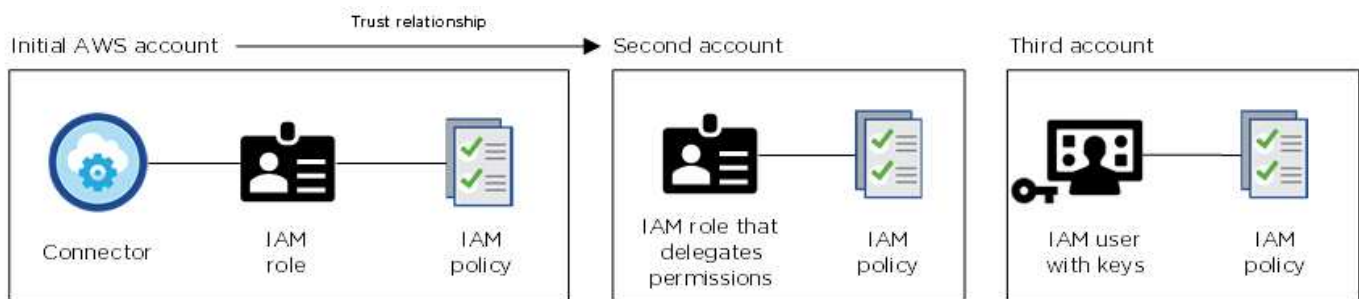 Trust relationship
Initial AWS account
Second account
Third account
Connector
IAM
role
IAM
policy
IAM role that
delegates
permissions
IAM
policy
IAM user
with keys
IAM
policy